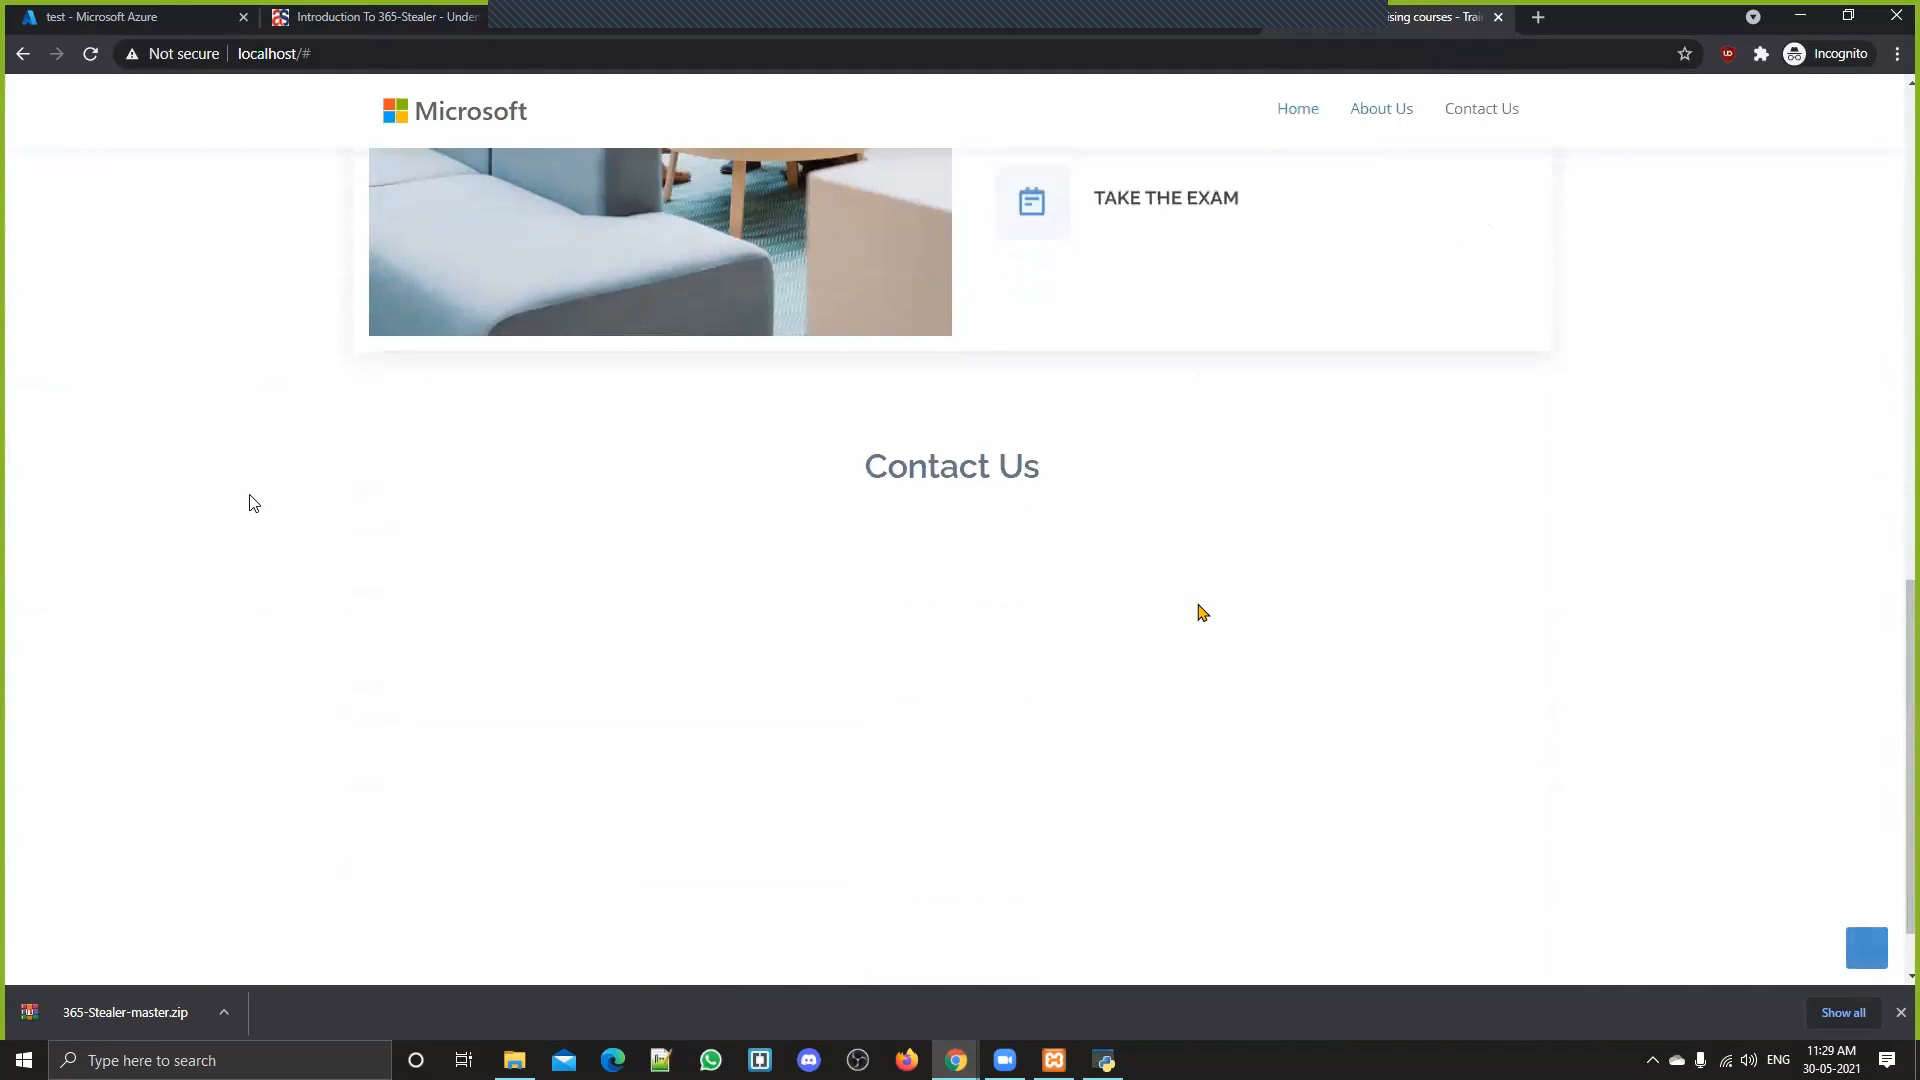 test - Microsoft Azure
Introduction To 365-Stealer - Under
ising courses - Trai
Not secure
localhost/#
UD
Incognito
Microsoft
Home
About Us
Contact Us
TAKE THE EXAM
Contact Us
365-Stealer-master.zip
Show all
Type here to search
ENG
11:29 AM
30-05-2021